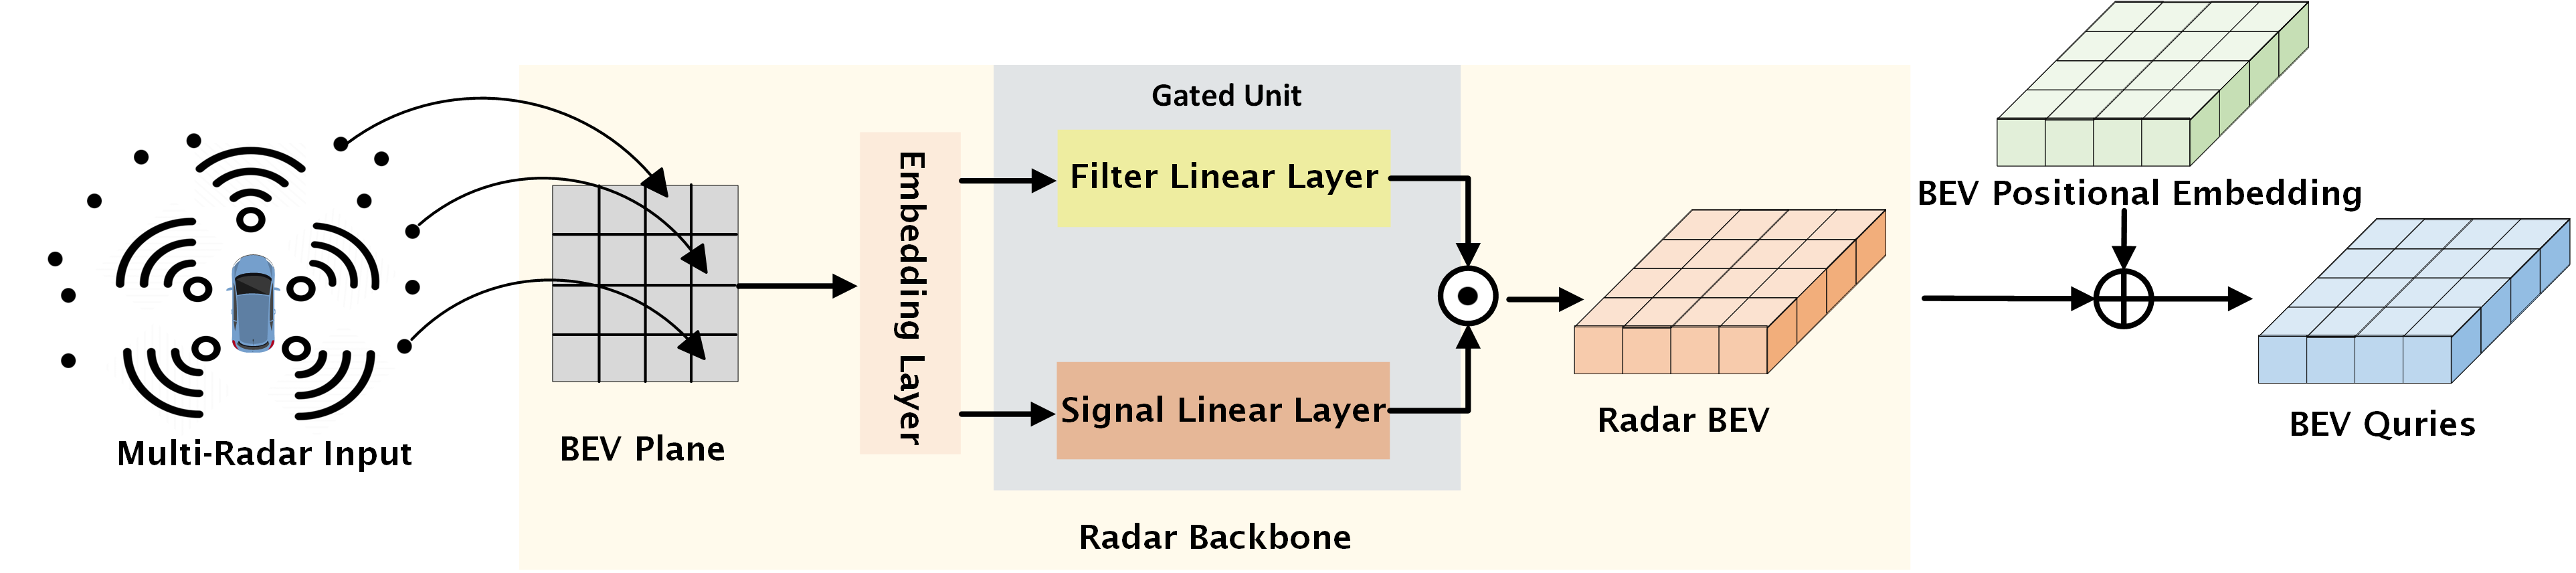 Multi-Radar Input
BEV Plane
Embedding Layer
Gated Unit
Filter Linear Layer
Signal Linear Layer
Radar Backbone
Radar BEV
BEV Positional Embedding
BEV Quries